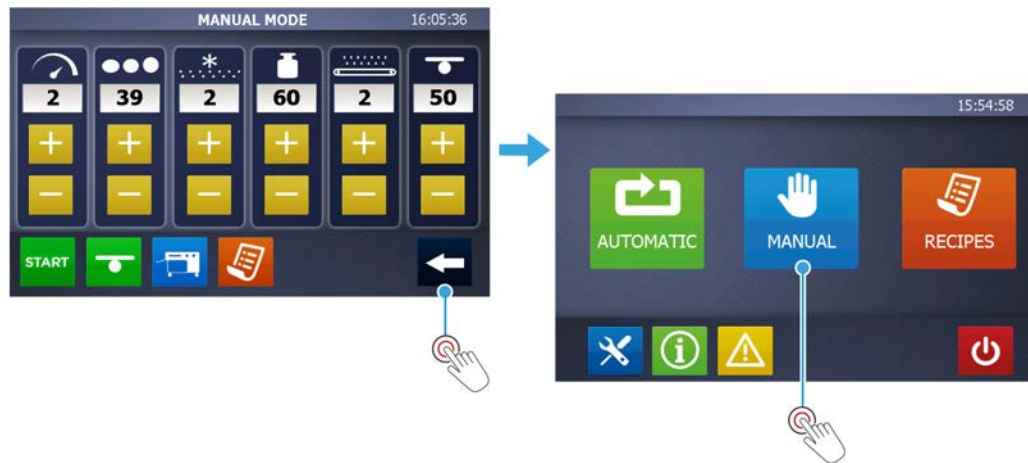 MANUAL MODE 16:05:36
2 39 2 60 2 50
+ + + + + +
− − − − − −
START
15:54:58
AUTOMATIC MANUAL RECIPES